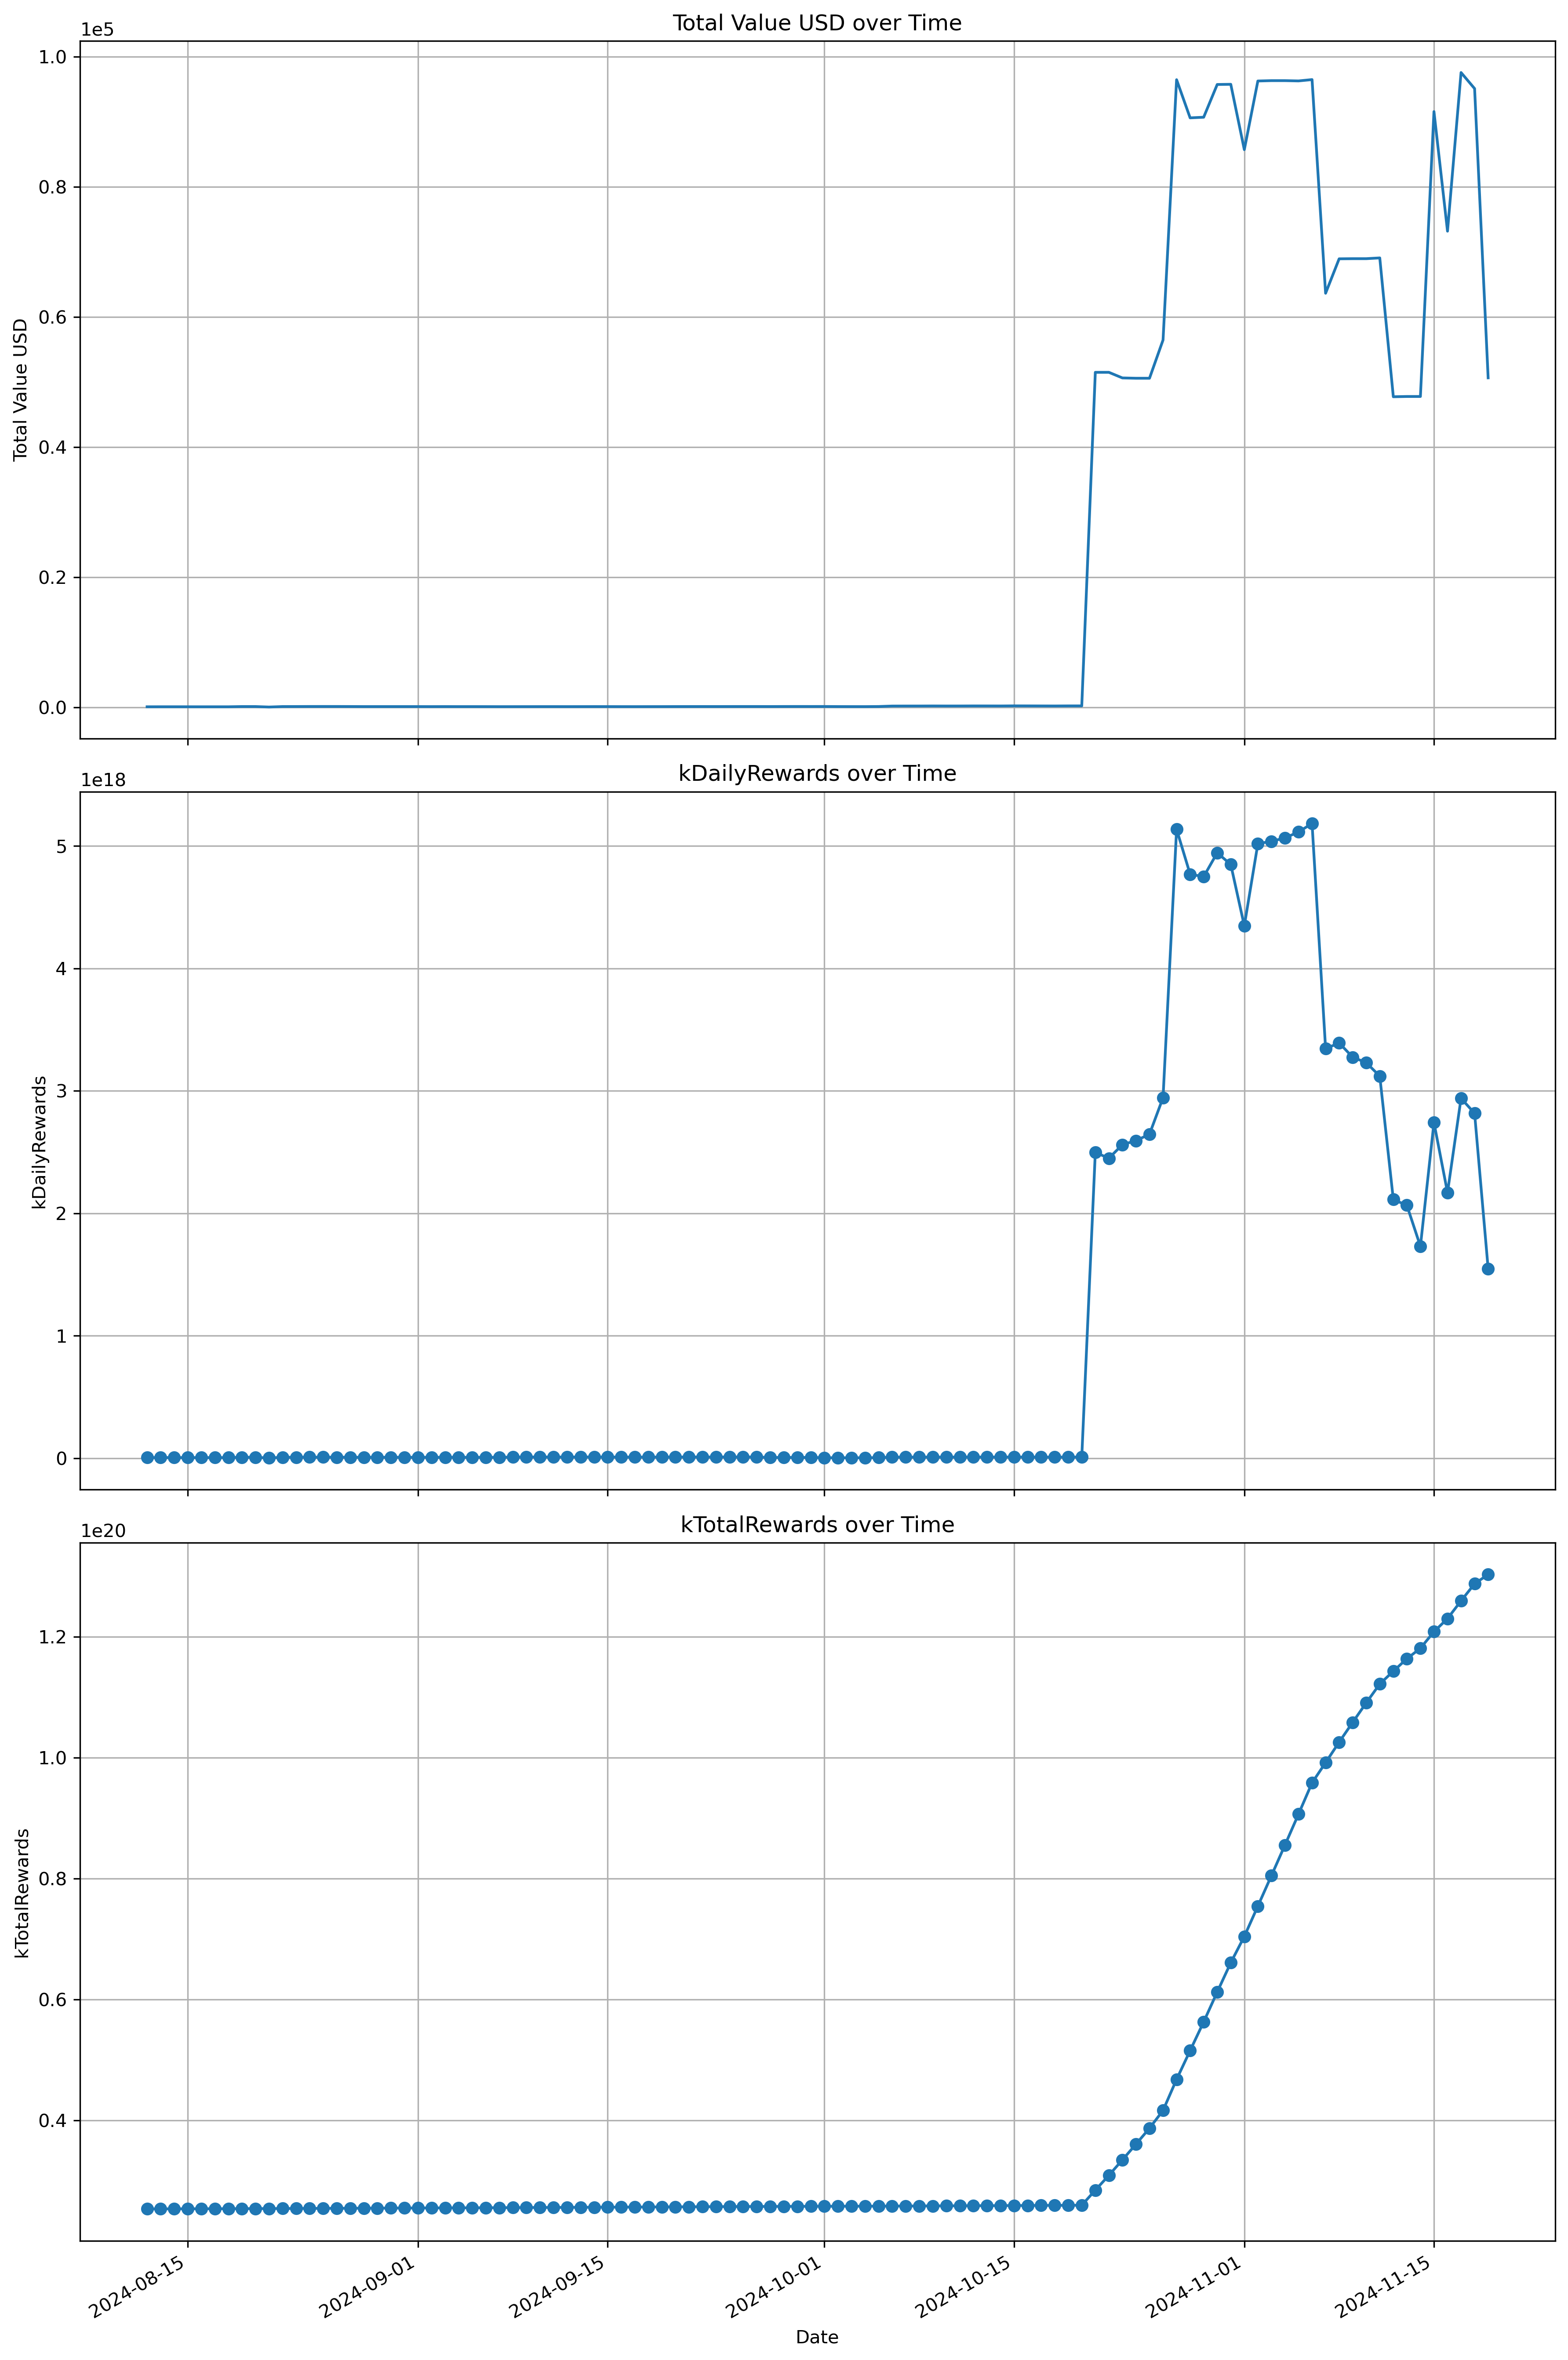 Total Value USD over Time
1e5
1.0
0.8
0.6
0.4
0.2
0.0
Total Value USD
kDailyRewards over Time
1e18
5
4
3
2
1
0
kDailyRewards
kTotalRewards over Time
1e20
1.2
1.0
0.8
0.6
0.4
kTotalRewards
2024-08-15
2024-09-01
2024-09-15
2024-10-01
2024-10-15
2024-11-01
2024-11-15
Date